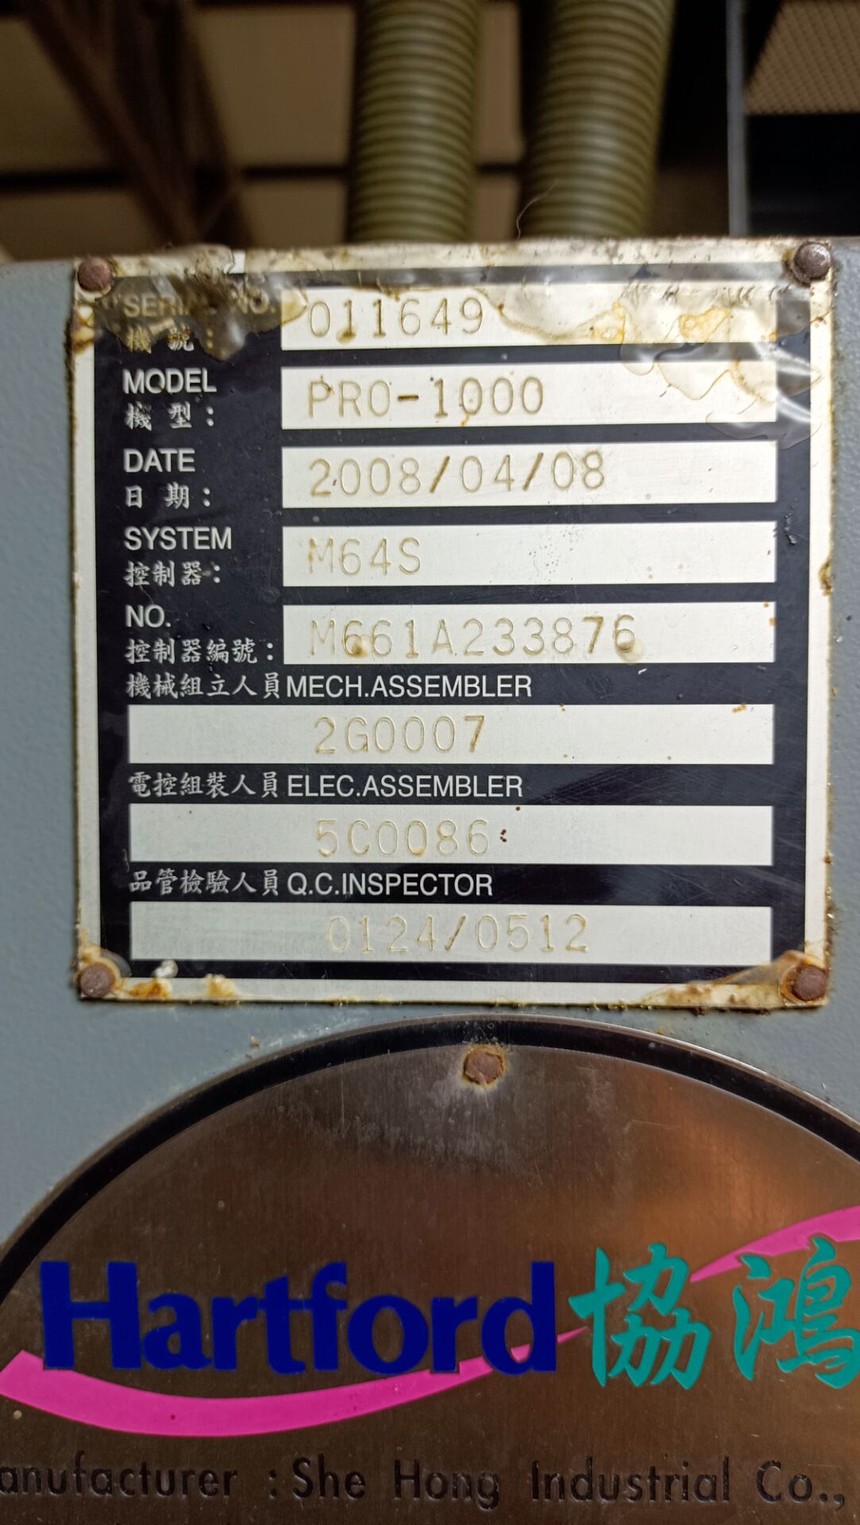 SERIAL NO. 011649
機 號：
MODEL PRO-1000
機 型：
DATE 2008/04/08
日 期：
SYSTEM M64S
控制器：
NO. M661A233876
控制器編號：
機械組立人員 MECH.ASSEMBLER
2G0007
電控組裝人員 ELEC.ASSEMBLER
5C0086
品管檢驗人員 Q.C.INSPECTOR
0124/0512
Hartford 協鴻
anufacturer : She Hong Industrial Co.,